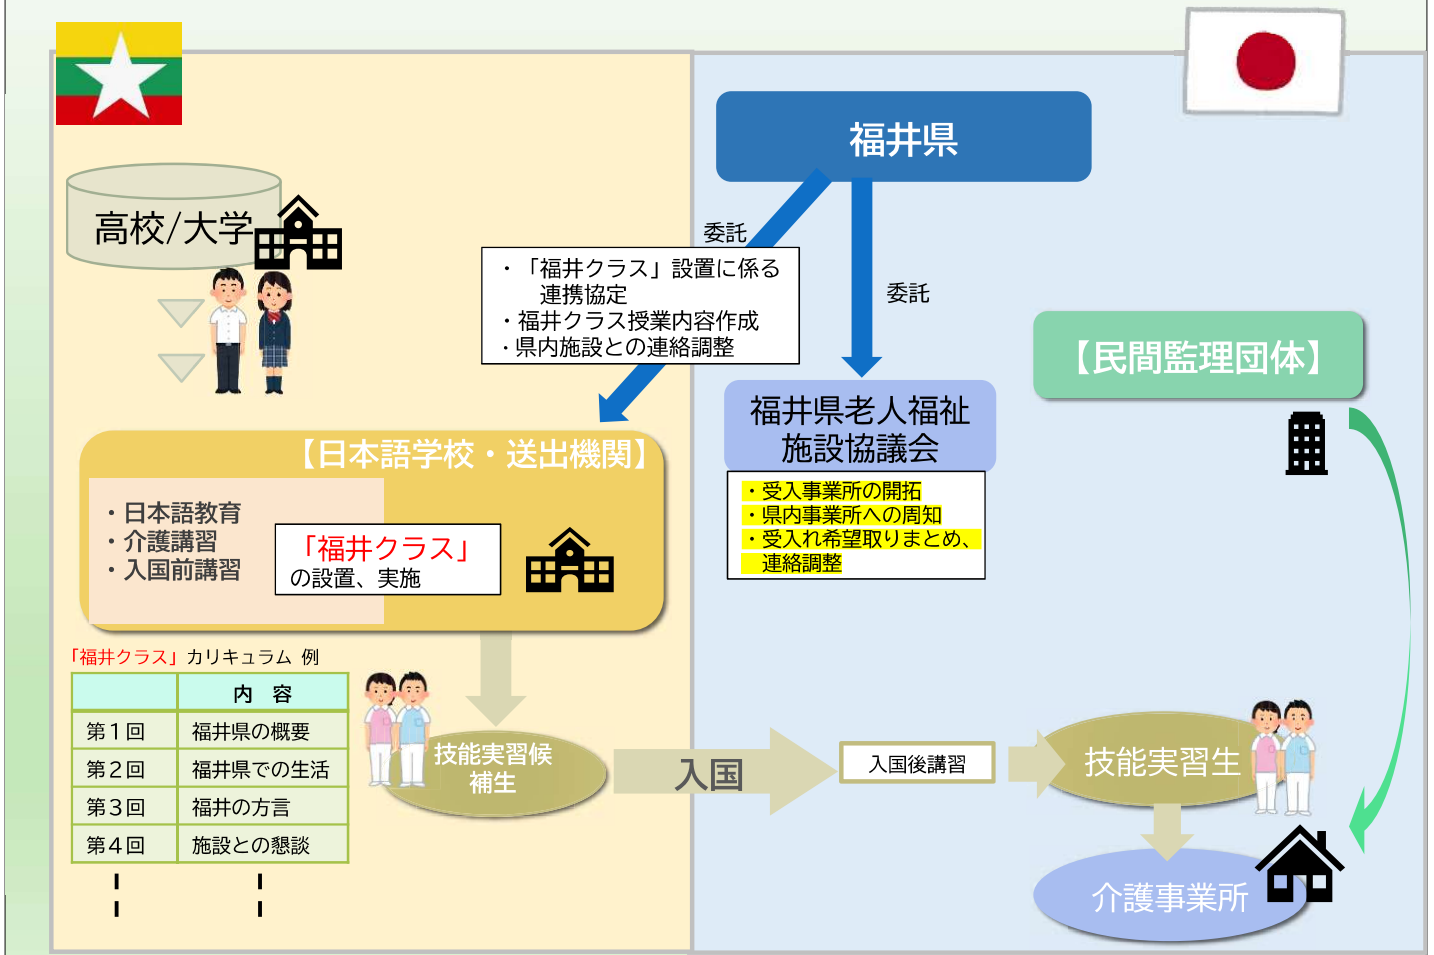 福井県
高校/大学
委託
・「福井クラス」設置に係る
連携協定
・福井クラス授業内容作成
・県内施設との連絡調整
委託
【民間監理団体】
福井県老人福祉
施設協議会
・受入事業所の開拓
・県内事業所への周知
・受入れ希望取りまとめ、
連絡調整
【日本語学校・送出機関】
・日本語教育
・介護講習
・入国前講習
「福井クラス」
の設置、実施
「福井クラス」カリキュラム 例
内 容
第１回 福井県の概要
第２回 福井県での生活
第３回 福井の方言
第４回 施設との懇談
技能実習候
補生
入国
入国後講習
技能実習生
介護事業所